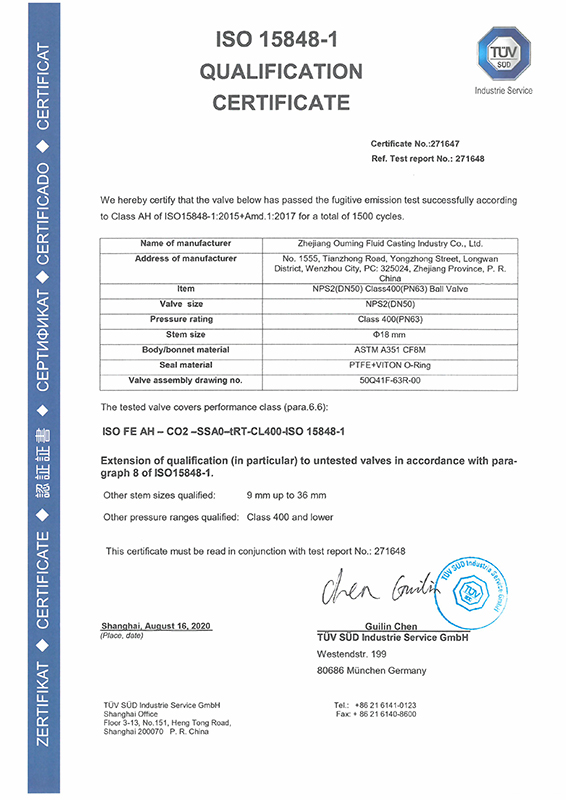 ISO 15848-1
QUALIFICATION
CERTIFICATE
TÜV
SÜD
Industrie Service
Certificate No.:271647
Ref. Test report No.: 271648
We hereby certify that the valve below has passed the fugitive emission test successfully according
to Class AH of ISO15848-1:2015+Amd.1:2017 for a total of 1500 cycles.
Name of manufacturer Zhejiang Ouming Fluid Casting Industry Co., Ltd.
Address of manufacturer No. 1555, Tianzhong Road, Yongzhong Street, Longwan
District, Wenzhou City, PC: 325024, Zhejiang Province, P. R.
China
Item NPS2(DN50) Class400(PN63) Ball Valve
Valve size NPS2(DN50)
Pressure rating Class 400(PN63)
Stem size Φ18 mm
Body/bonnet material ASTM A351 CF8M
Seal material PTFE+VITON O-Ring
Valve assembly drawing no. 50Q41F-63R-00
The tested valve covers performance class (para.6.6):
ISO FE AH – CO2 –SSA0–tRT-CL400-ISO 15848-1
Extension of qualification (in particular) to untested valves in accordance with para-
graph 8 of ISO15848-1.
Other stem sizes qualified: 9 mm up to 36 mm
Other pressure ranges qualified: Class 400 and lower
This certificate must be read in conjunction with test report No.: 271648
Chen Guilin
TÜV SÜD Industrie Service GmbH
TÜV
Shanghai, August 16, 2020
(Place, date)
Guilin Chen
TÜV SÜD Industrie Service GmbH
Westendstr. 199
80686 München Germany
TÜV SÜD Industrie Service GmbH
Shanghai Office
Floor 3-13, No.151, Heng Tong Road,
Shanghai 200070 P. R. China
Tel.: +86 21 6141-0123
Fax: + 86 21 6140-8600
ZERTIFIKAT ◆ CERTIFICATE ◆ 認証証書 ◆ СЕРТИФИКАТ ◆ CERTIFICADO ◆ CERTIFICAT